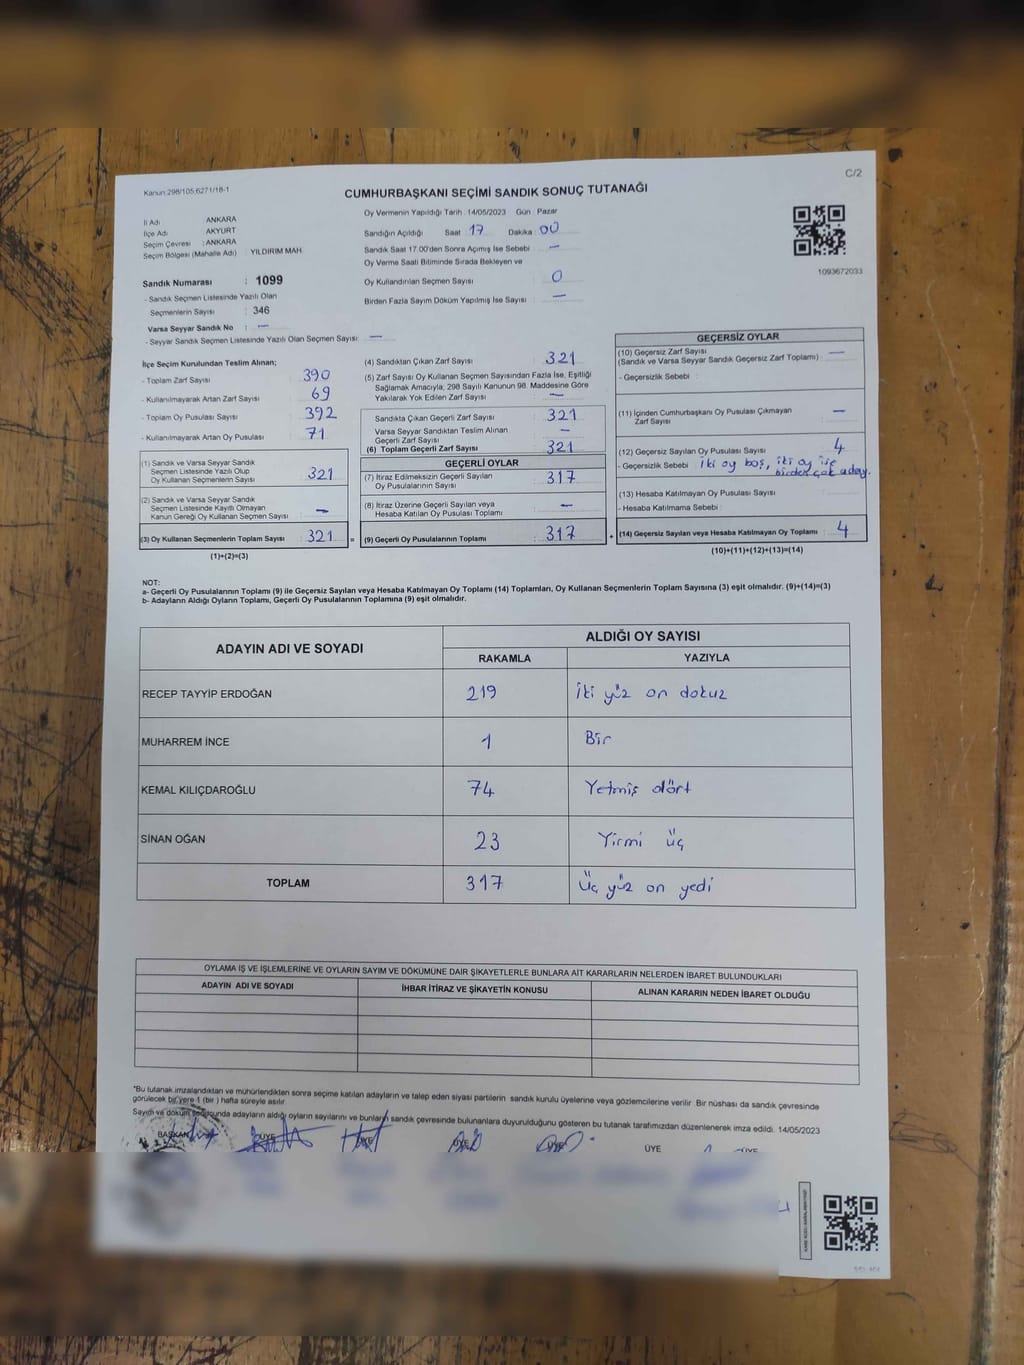 Kanun:298/105;6271/18-1
C/2
CUMHURBAŞKANI SEÇİMİ SANDIK SONUÇ TUTANAĞI
İl Adı : ANKARA
İlçe Adı : AKYURT
Seçim Çevresi : ANKARA
Seçim Bölgesi (Mahalle Adı) : YILDIRIM MAH.
Sandık Numarası : 1099
- Sandık Seçmen Listesinde Yazılı Olan
Seçmenlerin Sayısı : 346
Varsa Seyyar Sandık No : —
- Seyyar Sandık Seçmen Listesinde Yazılı Olan Seçmen Sayısı: —
Oy Vermenin Yapıldığı Tarih : 14/05/2023 Gün : Pazar
Sandığın Açıldığı Saat 17 Dakika 00
Sandık Saat 17.00'den Sonra Açımış İse Sebebi : —
Oy Verme Saati Bitiminde Sırada Bekleyen ve
Oy Kullandırılan Seçmen Sayısı : 0
Birden Fazla Sayım Döküm Yapılmış İse Sayısı : —
1093672033
İlçe Seçim Kurulundan Teslim Alınan;
- Toplam Zarf Sayısı : 390
- Kullanılmayarak Artan Zarf Sayısı : 69
- Toplam Oy Pusulası Sayısı : 392
- Kullanılmayarak Artan Oy Pusulası : 71
(1) Sandık ve Varsa Seyyar Sandık
Seçmen Listesinde Yazılı Olup
Oy Kullanan Seçmenlerin Sayısı : 321
(2) Sandık ve Varsa Seyyar Sandık
Seçmen Listesinde Kayıtlı Olmayan
Kanun Gereği Oy Kullanan Seçmen Sayısı : —
(3) Oy Kullanan Seçmenlerin Toplam Sayısı : 321 =
(1)+(2)=(3)
(4) Sandıktan Çıkan Zarf Sayısı : 321
(5) Zarf Sayısı Oy Kullanan Seçmen Sayısından Fazla İse, Eşitliği
Sağlamak Amacıyla; 298 Sayılı Kanunun 98. Maddesine Göre
Yakılarak Yok Edilen Zarf Sayısı : —
Sandıkta Çıkan Geçerli Zarf Sayısı : 321
Varsa Seyyar Sandıktan Teslim Alınan
Geçerli Zarf Sayısı : —
(6) Toplam Geçerli Zarf Sayısı : 321
GEÇERLİ OYLAR
(7) İtiraz Edilmeksizin Geçerli Sayılan
Oy Pusulalarının Sayısı : 317
(8) İtiraz Üzerine Geçerli Sayılan veya
Hesaba Katılan Oy Pusulası Toplamı : —
(9) Geçerli Oy Pusulalarının Toplamı : 317 +
GEÇERSİZ OYLAR
(10) Geçersiz Zarf Sayısı
(Sandık ve Varsa Seyyar Sandık Geçersiz Zarf Toplamı) : —
- Geçersizlik Sebebi :
(11) İçinden Cumhurbaşkanı Oy Pusulası Çıkmayan
Zarf Sayısı : —
(12) Geçersiz Sayılan Oy Pusulası Sayısı : 4
- Geçersizlik Sebebi : iki oy boş, iki oy ise
birden çok aday.
(13) Hesaba Katılmayan Oy Pusulası Sayısı :
- Hesaba Katılmama Sebebi :
(14) Geçersiz Sayılan veya Hesaba Katılmayan Oy Toplamı : 4
(10)+(11)+(12)+(13)=(14)
NOT:
a- Geçerli Oy Pusulalarının Toplamı (9) ile Geçersiz Sayılan veya Hesaba Katılmayan Oy Toplamı (14) Toplamları, Oy Kullanan Seçmenlerin Toplam Sayısına (3) eşit olmalıdır. (9)+(14)=(3)
b- Adayların Aldığı Oyların Toplamı, Geçerli Oy Pusulalarının Toplamına (9) eşit olmalıdır.
ADAYIN ADI VE SOYADI
ALDIĞI OY SAYISI
RAKAMLA YAZIYLA
RECEP TAYYİP ERDOĞAN 219 İki yüz on dokuz
MUHARREM İNCE 1 Bir
KEMAL KILIÇDAROĞLU 74 Yetmiş dört
SİNAN OĞAN 23 Yirmi üç
TOPLAM 317 Üç yüz on yedi
OYLAMA İŞ VE İŞLEMLERİNE VE OYLARIN SAYIM VE DÖKÜMÜNE DAİR ŞİKAYETLERLE BUNLARA AİT KARARLARIN NELERDEN İBARET BULUNDUKLARI
ADAYIN ADI VE SOYADI İHBAR İTİRAZ VE ŞİKAYETİN KONUSU ALINAN KARARIN NEDEN İBARET OLDUĞU
*Bu tutanak imzalandıktan ve mühürlendikten sonra seçime katılan adayların ve talep eden siyasi partilerin sandık kurulu üyelerine veya gözlemcilerine verilir. Bir nüshası da sandık çevresinde
görülecek bir yere 1 (bir ) hafta süreyle asılır.
Sayım ve döküm sonucunda adayların aldığı oyların sayılarını ve bunların sandık çevresinde bulunanlara duyurulduğunu gösteren bu tutanak tarafımızdan düzenlenerek imza edildi. 14/05/2023
BAŞKAN ÜYE ÜYE ÜYE ÜYE ÜYE ÜYE